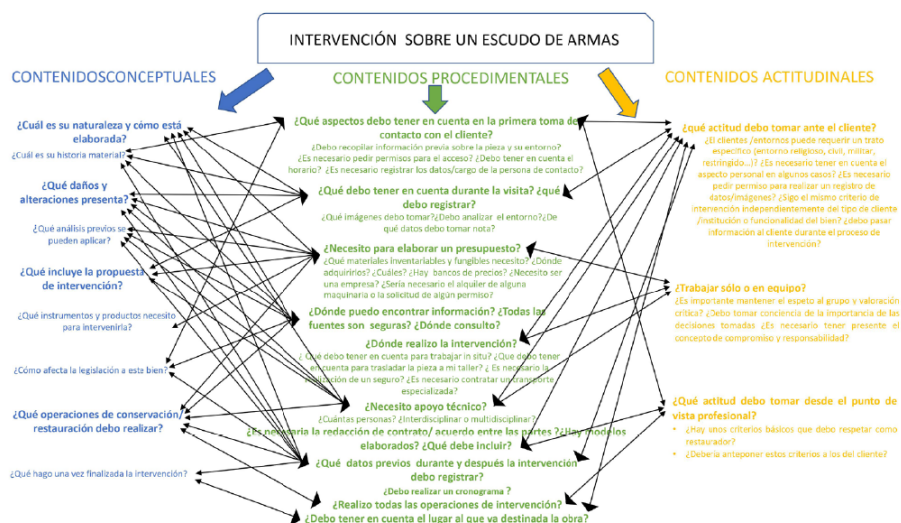 INTERVENCIÓN SOBRE UN ESCUDO DE ARMAS
CONTENIDOSCONCEPTUALES
¿Cuál es su naturaleza y cómo está
elaborada?
¿Cuál es su historia material?
¿Qué daños y
alteraciones presenta?
¿Qué análisis previos se
pueden aplicar?
¿Qué incluye la propuesta
de intervención?
¿Qué instrumentos y productos necesito
para intervenirla?
¿Cómo afecta la legislación a este bien?
¿Qué operaciones de conservación/
restauración debo realizar?
¿Qué hago una vez finalizada la intervención?
CONTENIDOS PROCEDIMENTALES
¿Qué aspectos debo tener en cuenta en la primera toma de
contacto con el cliente?
¿Debo recopilar información previa sobre la pieza y su entorno?
¿Es necesario pedir permisos para el acceso? ¿Debo tener en cuenta el
horario? ¿Es necesario registrar los datos/cargo de la persona de contacto?
¿Qué debo tener en cuenta durante la visita? ¿qué
debo registrar?
¿Qué imágenes debo tomar?¿Debo analizar el entorno?¿De
qué datos debo tomar nota?
¿Necesito para elaborar un presupuesto?
¿Qué materiales inventariables y fungibles necesito? ¿Dónde
adquirirlos? ¿Cuáles? ¿Hay bancos de precios? ¿Necesito ser
una empresa? ¿Sería necesario el alquiler de alguna
maquinaria o la solicitud de algún permiso?
¿Dónde puedo encontrar información? ¿Todas las
fuentes son seguras? ¿Dónde consulto?
¿Dónde realizo la intervención?
¿ Qué debo tener en cuenta para trabajar in situ? ¿Que debo tener
en cuenta para trasladar la pieza a mi taller? ¿ Es necesario la
realización de un seguro? ¿Es necesario contratar un transporte
especializada?
¿Necesito apoyo técnico?
¿Cuántas personas? ¿Interdisciplinar o multidisciplinar?
¿Es necesaria la redacción de contrato/ acuerdo entre las partes ?¿Hay modelos
elaborados? ¿Qué debe incluir?
¿Qué datos previos durante y después la intervención
debo registrar?
¿Debo realizar un cronograma ?
¿Realizo todas las operaciones de intervención?
¿Debo tener en cuenta el lugar al que va destinada la obra?
CONTENIDOS ACTITUDINALES
¿qué actitud debo tomar ante el cliente?
clientes /entornos puede requerir un trato
específico (entorno religioso, civil, militar,
restringido...)? ¿Es necesario tener en cuenta el
aspecto personal en algunos casos? ¿Es necesario
pedir permiso para realizar un registro de
datos/imágenes? ¿Sigo el mismo criterio de
intervención independientemente del tipo de cliente
/institución o funcionalidad del bien? ¿debo pasar
información al cliente durante el proceso de
intervención?
¿Trabajar sólo o en equipo?
¿Es importante mantener el espeto al grupo y valoración
crítica? ¿Debo tomar conciencia de la importancia de las
decisiones tomadas ¿Es necesario tener presente el
concepto de compromiso y responsabilidad?
¿Qué actitud debo tomar desde el punto de
vista profesional?
• ¿Hay unos criterios básicos que debo respetar como
restaurador?
• ¿Debería anteponer estos criterios a los del cliente?